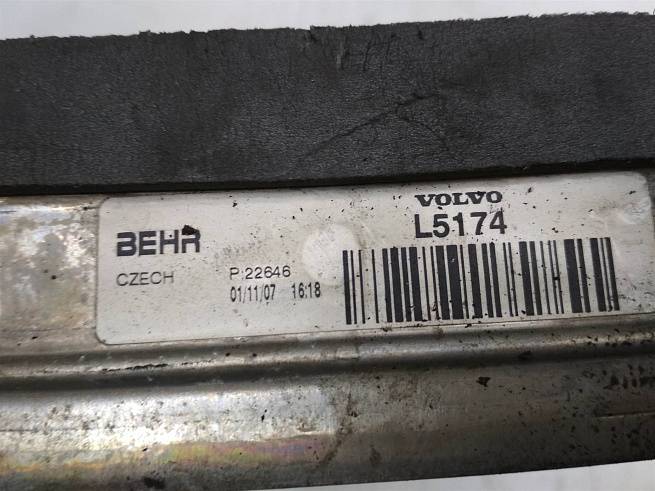 VOLVO
L5174
BEHR
CZECH P:22646
01/11/07 16:18